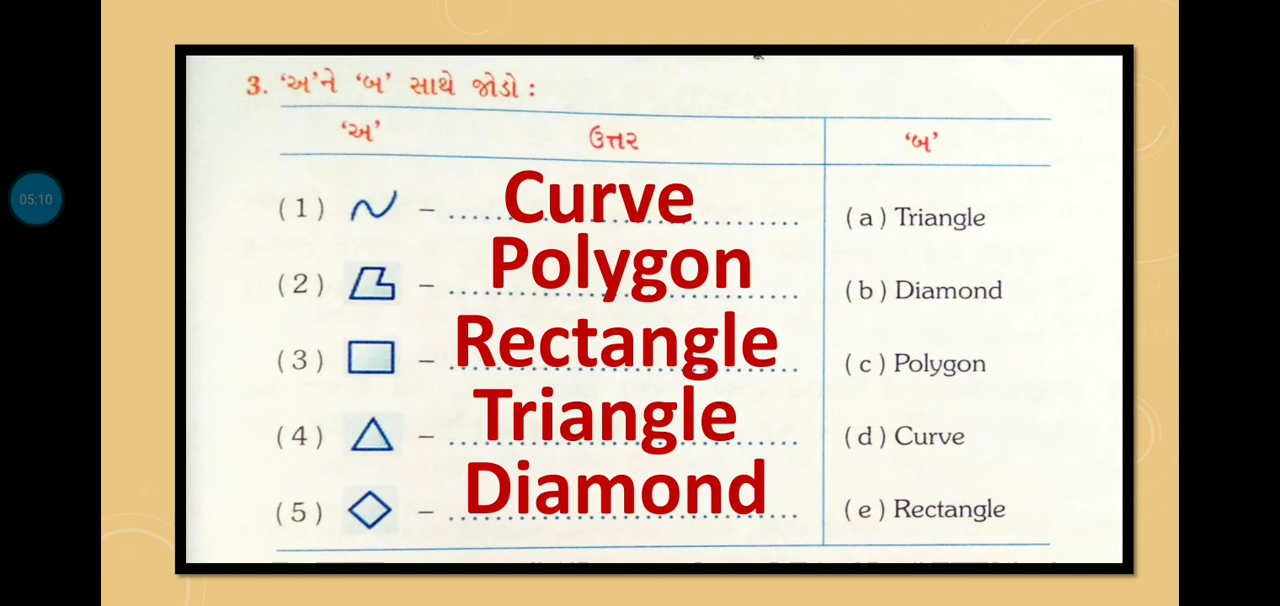 05:10
3. ‘અ’ને ‘બ’ સાથે જોડો :
‘અ’ ઉત્તર ‘બ’
(1) – Curve (a) Triangle
(2) – Polygon (b) Diamond
(3) – Rectangle (c) Polygon
(4) – Triangle (d) Curve
(5) – Diamond (e) Rectangle